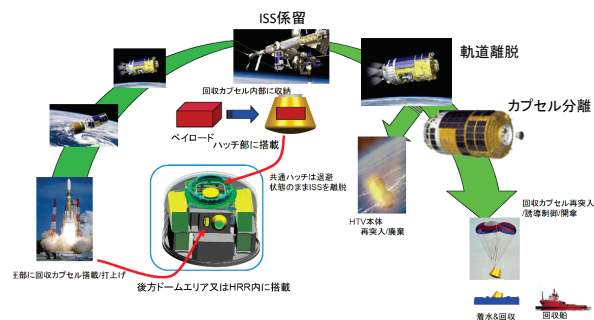 ISS係留
軌道離脱
回収カプセル内部に収納
カプセル分離
ペイロード
ハッチ部に搭載
共通ハッチは退避
状態のままISSを離脱
HTV本体
再突入/廃棄
回収カプセル再突入
/誘導制御/開傘
圧部に回収カプセル搭載/打上げ
後方ドームエリア又はHRR内に搭載
着水&回収
回収船